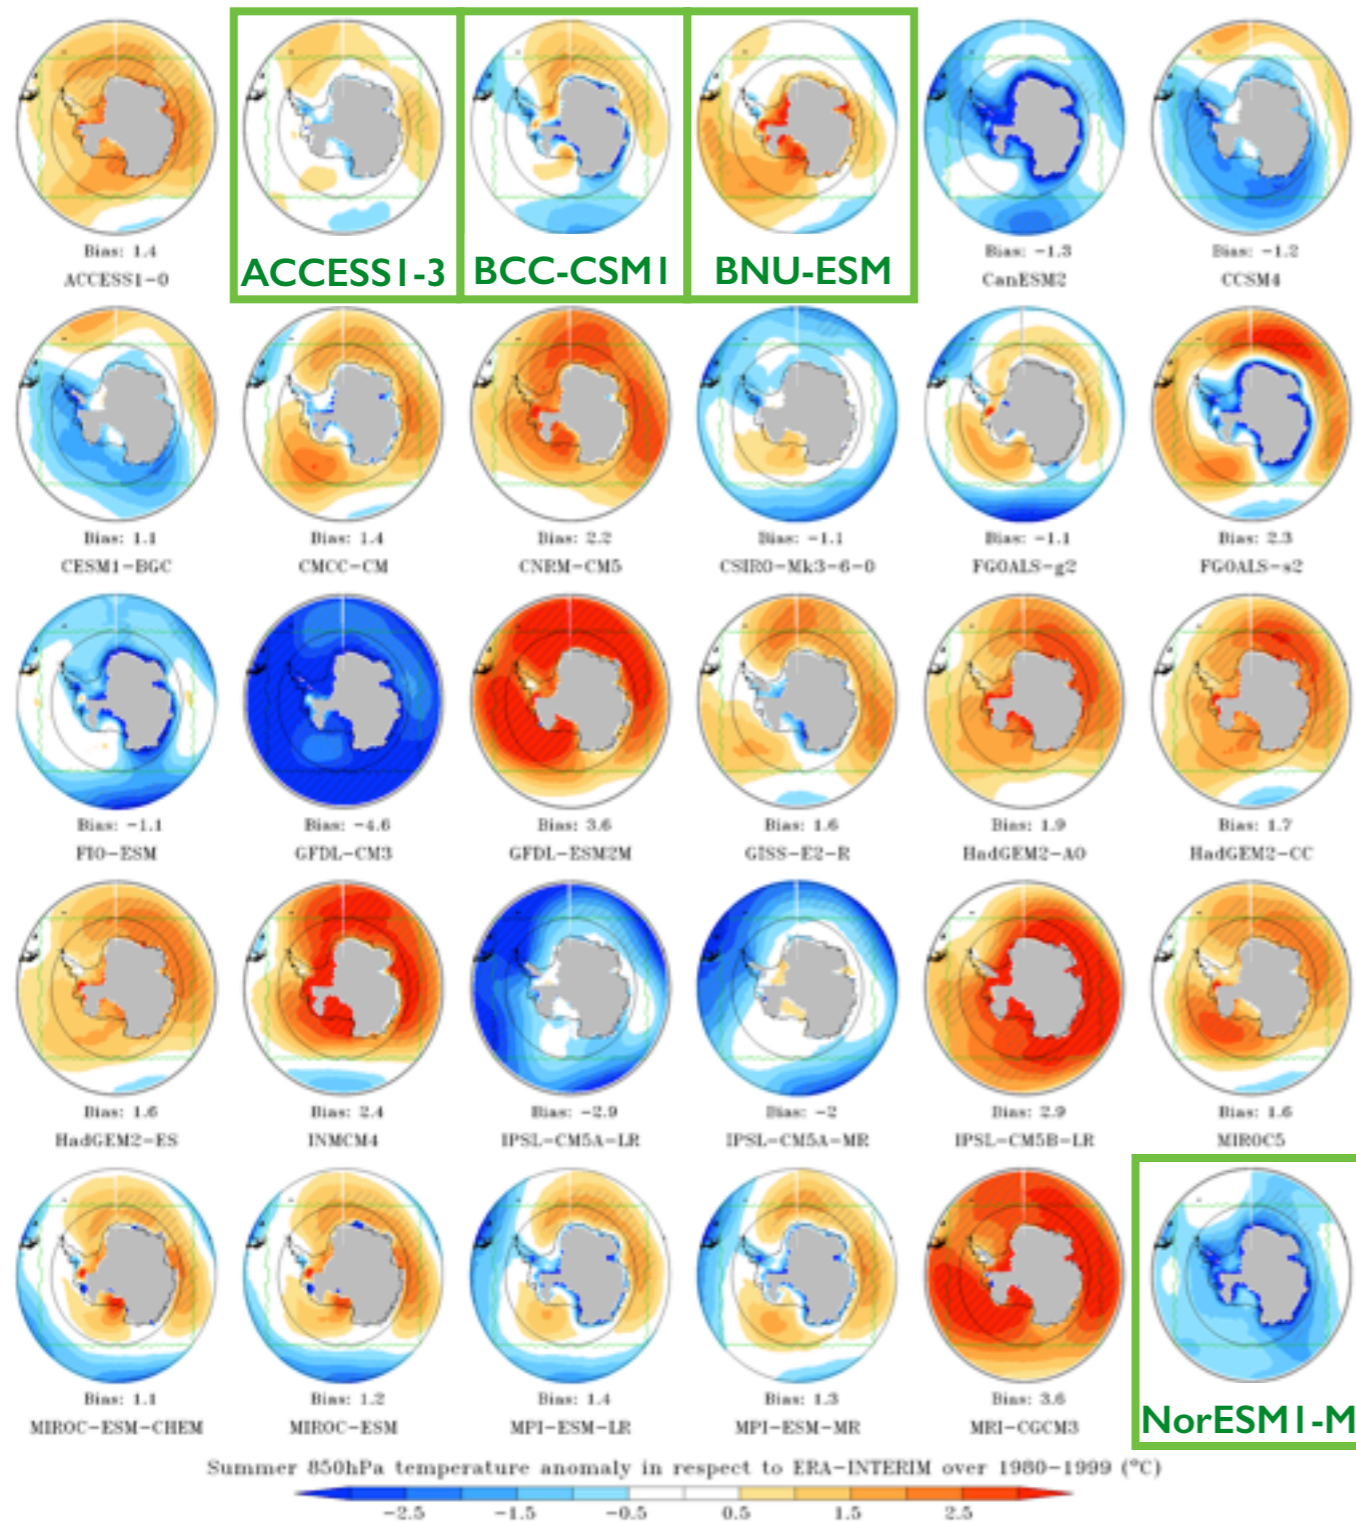 ACCESS1-3 BCC-CSM1 BNU-ESM
Bias: 1.4 Bias: -1.3 Bias: -1.2
ACCESS1-0 CanESM2 CCSM4
Bias: 1.1 Bias: 1.4 Bias: 2.2 Bias: -1.1 Bias: -1.1 Bias: 2.3
CESM1-BGC CMCC-CM CNRM-CM5 CSIRO-Mk3-6-0 FGOALS-g2 FGOALS-s2
Bias: -1.1 Bias: -4.6 Bias: 3.6 Bias: 1.6 Bias: 1.9 Bias: 1.7
FIO-ESM GFDL-CM3 GFDL-ESM2M GISS-E2-R HadGEM2-AO HadGEM2-CC
Bias: 1.6 Bias: 2.4 Bias: -2.9 Bias: -2 Bias: 2.9 Bias: 1.6
HadGEM2-ES INMCM4 IPSL-CM5A-LR IPSL-CM5A-MR IPSL-CM5B-LR MIROC5
Bias: 1.1 Bias: 1.2 Bias: 1.4 Bias: 1.3 Bias: 3.6
MIROC-ESM-CHEM MIROC-ESM MPI-ESM-LR MPI-ESM-MR MRI-CGCM3 NorESM1-M
Summer 850hPa temperature anomaly in respect to ERA-INTERIM over 1980-1999 (°C)
-2.5 -1.5 -0.5 0.5 1.5 2.5